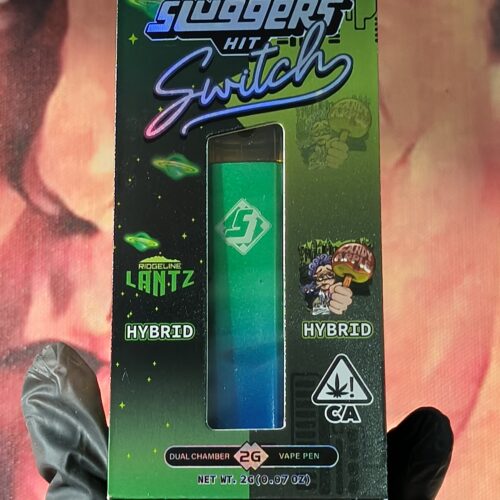 SLUGGERS
HIT
Switch
RIDGELINE
LANTZ
HYBRID
HYBRID
CA
DUAL CHAMBER 2G VAPE PEN
NET WT. 2G (0.07 OZ)